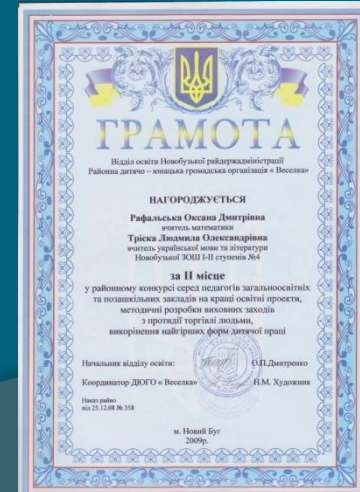 ГРАМОТА
Відділ освіти Новобузької райдержадміністрації
Районна дитячо – юнацька громадська організація « Веселка»
НАГОРОДЖУЄТЬСЯ
Рафальська Оксана Дмитрівна
вчитель математики
Тріска Людмила Олександрівна
вчитель української мови та літератури
Новобузької ЗОШ І-ІІ ступенів №4
за ІІ місце
у районному конкурсі серед педагогів загальноосвітніх
та позашкільних закладів на кращі освітні проекти,
методичні розробки виховних заходів
з протидії торгівлі людьми,
викорінення найгірших форм дитячої праці
Начальник відділу освіти: О.П.Дмитренко
Координатор ДЮГО « Веселка» Н.М. Художник
Наказ райво
від 25.12.08 № 358
м. Новий Буг
2009р.